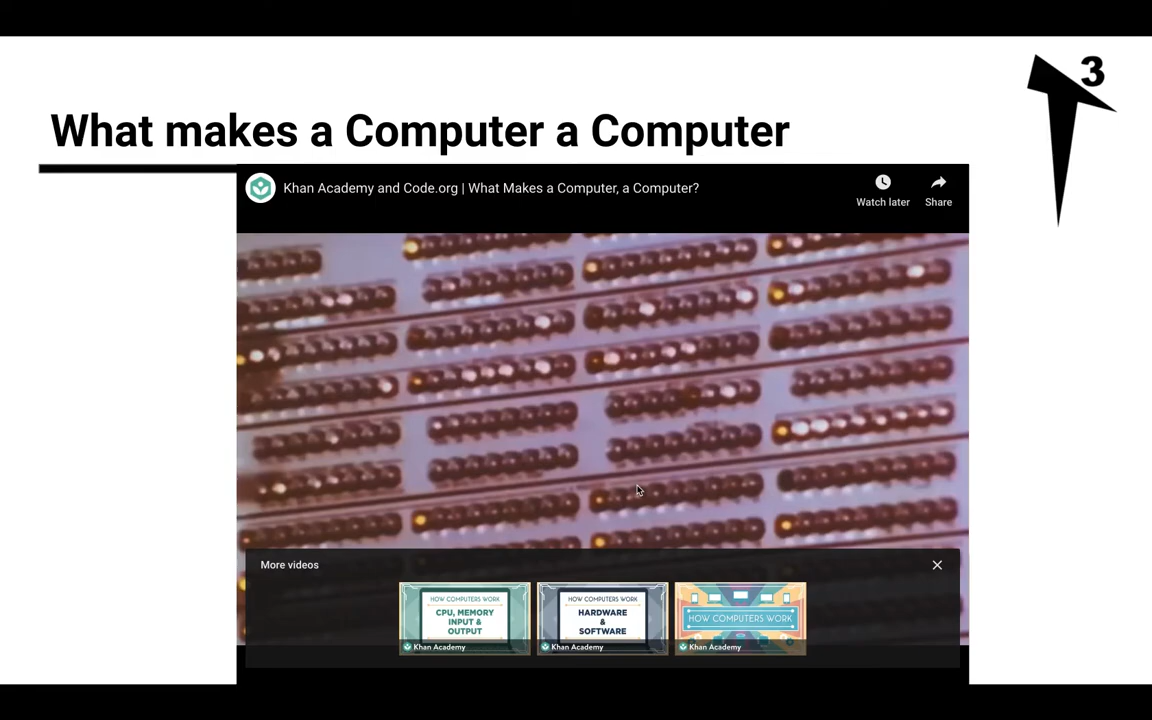 3
What makes a Computer a Computer
Khan Academy and Code.org | What Makes a Computer, a Computer?
Watch later
Share
More videos
HOW COMPUTERS WORK
CPU, MEMORY
INPUT &
OUTPUT
Khan Academy
HOW COMPUTERS WORK
HARDWARE
&
SOFTWARE
Khan Academy
HOW COMPUTERS WORK
Khan Academy